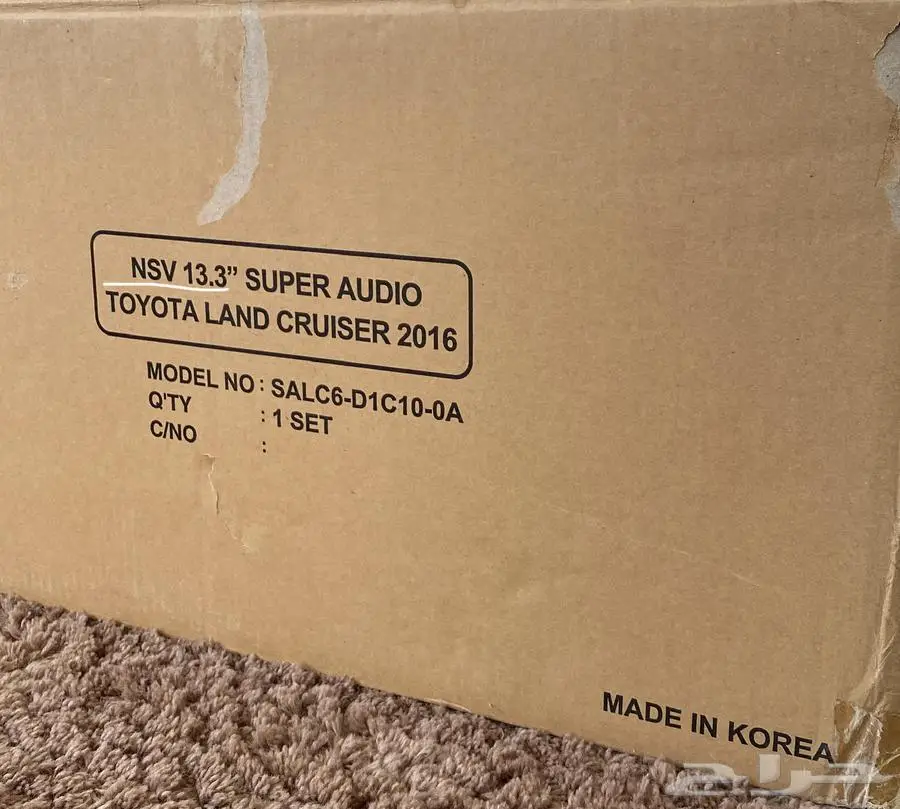 NSV 13.3” SUPER AUDIO
TOYOTA LAND CRUISER 2016
MODEL NO : SALC6-D1C10-0A
Q'TY : 1 SET
C/NO :
MADE IN KOREA
حراج